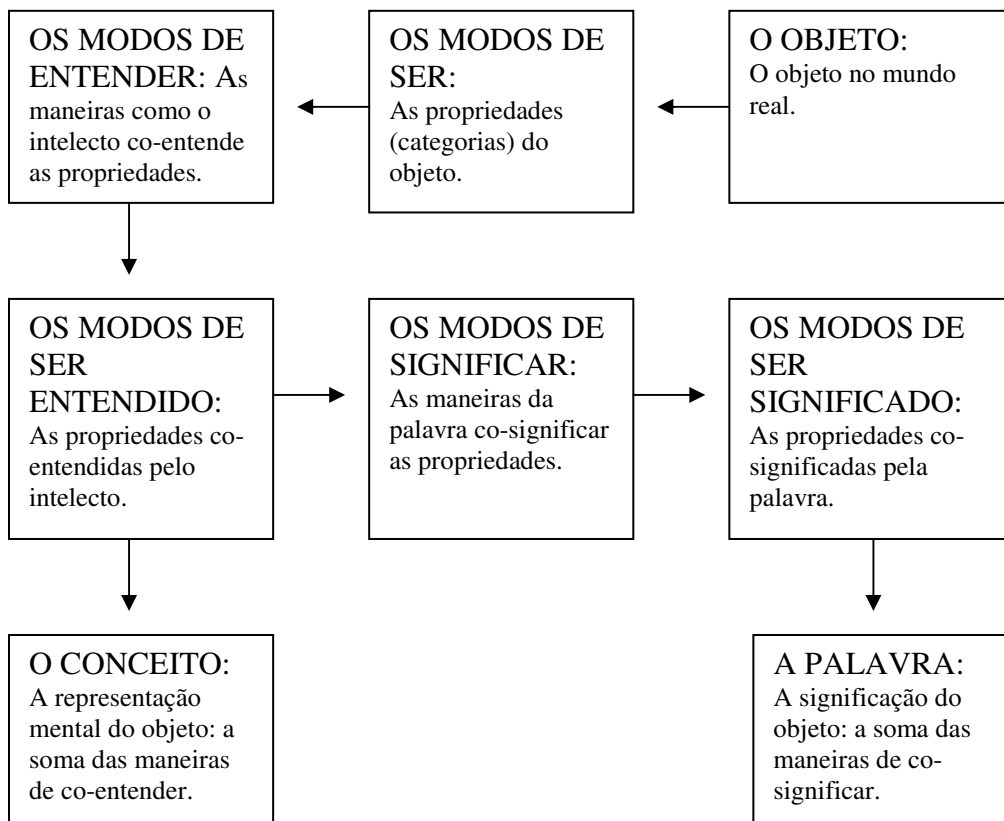 OS MODOS DE
ENTENDER: As
maneiras como o
intelecto co-entende
as propriedades.
OS MODOS DE
SER:
As propriedades
(categorias) do
objeto.
O OBJETO:
O objeto no mundo
real.
OS MODOS DE
SER
ENTENDIDO:
As propriedades co-
entendidas pelo
intelecto.
OS MODOS DE
SIGNIFICAR:
As maneiras da
palavra co-significar
as propriedades.
OS MODOS DE
SER
SIGNIFICADO:
As propriedades co-
significadas pela
palavra.
O CONCEITO:
A representação
mental do objeto: a
soma das maneiras
de co-entender.
A PALAVRA:
A significação do
objeto: a soma das
maneiras de co-
significar.